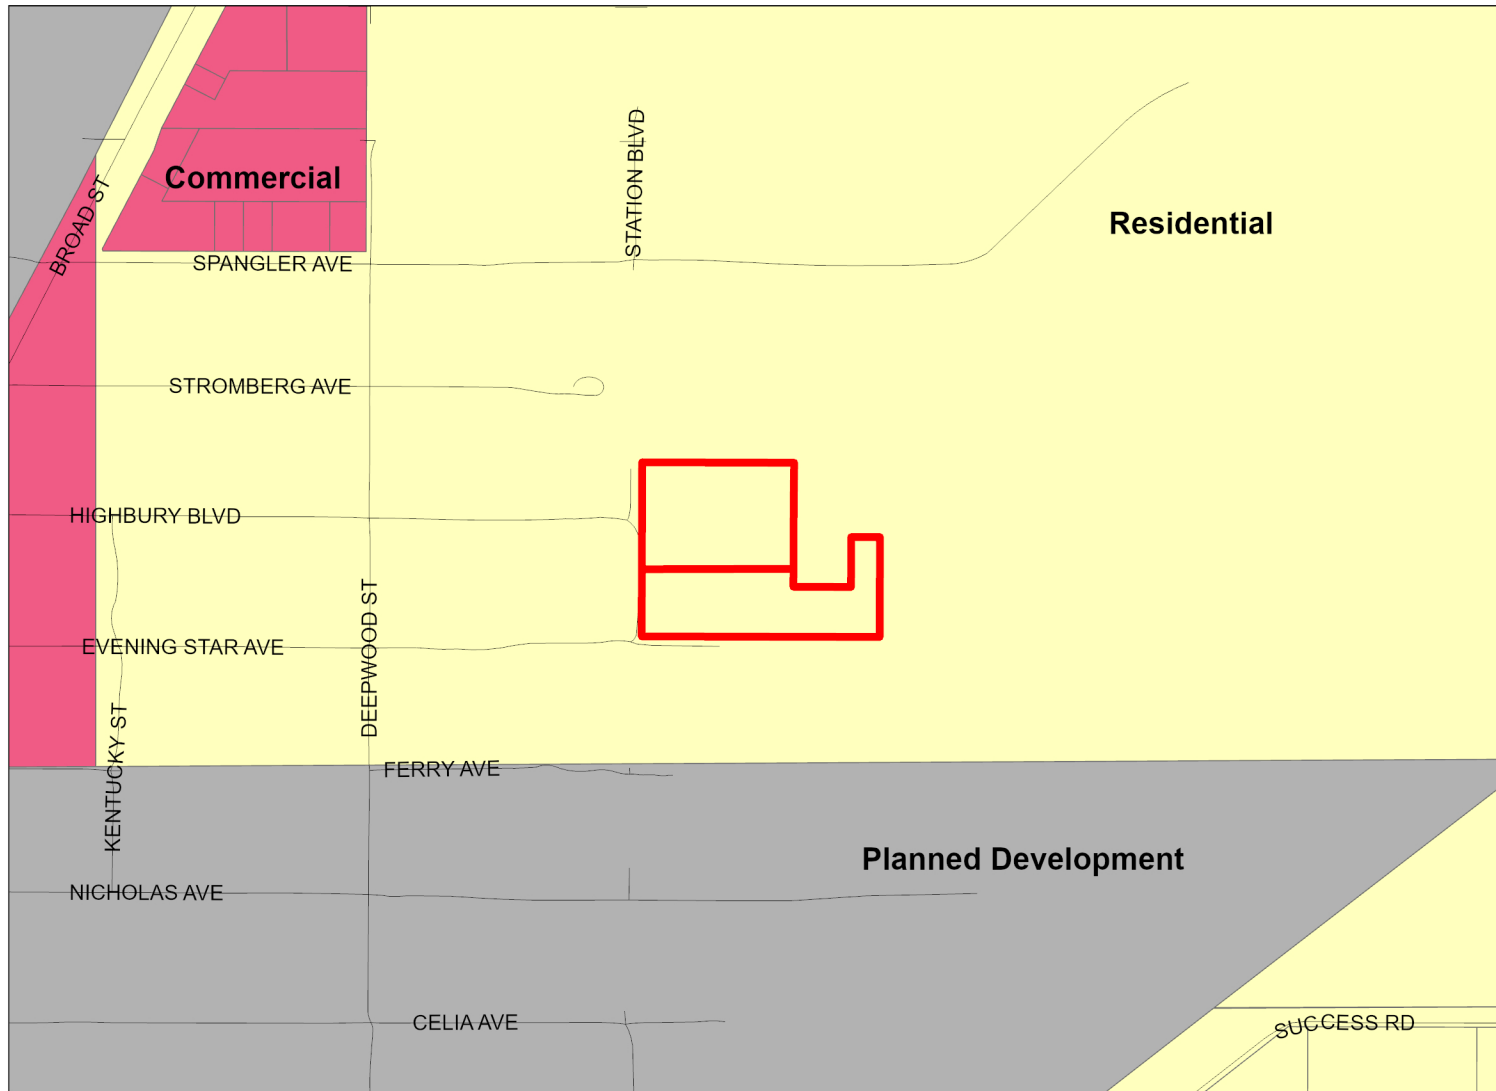 Commercial
BROAD ST
STATION BLVD
Residential
SPANGLER AVE
STROMBERG AVE
HIGHBURY BLVD
DEEPWOOD ST
EVENING STAR AVE
KENTUCKY ST
FERRY AVE
Planned Development
NICHOLAS AVE
CELIA AVE
SUCCESS RD